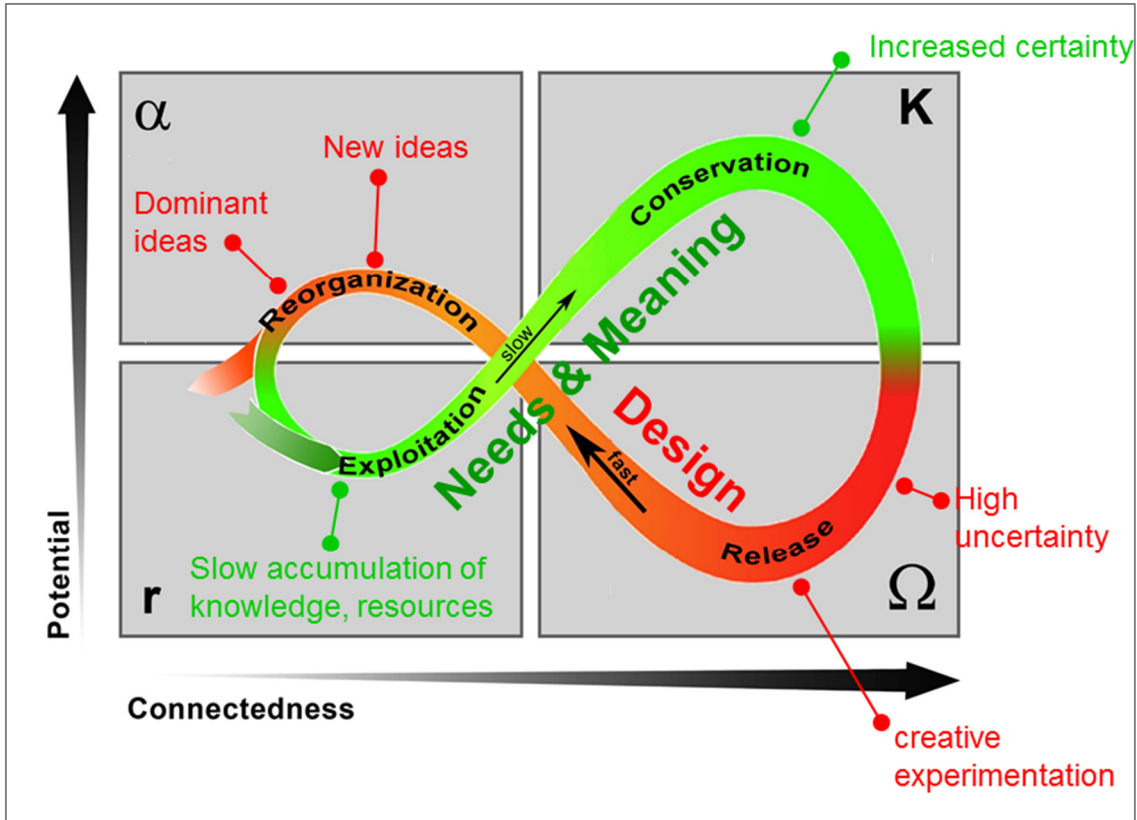 Increased certainty
α
K
New ideas
Dominant
ideas
Conservation
Reorganization
slow
Needs & Meaning
Exploitation
Design
fast
High
uncertainty
Release
Slow accumulation of
knowledge, resources
r
Ω
Potential
Connectedness
creative
experimentation